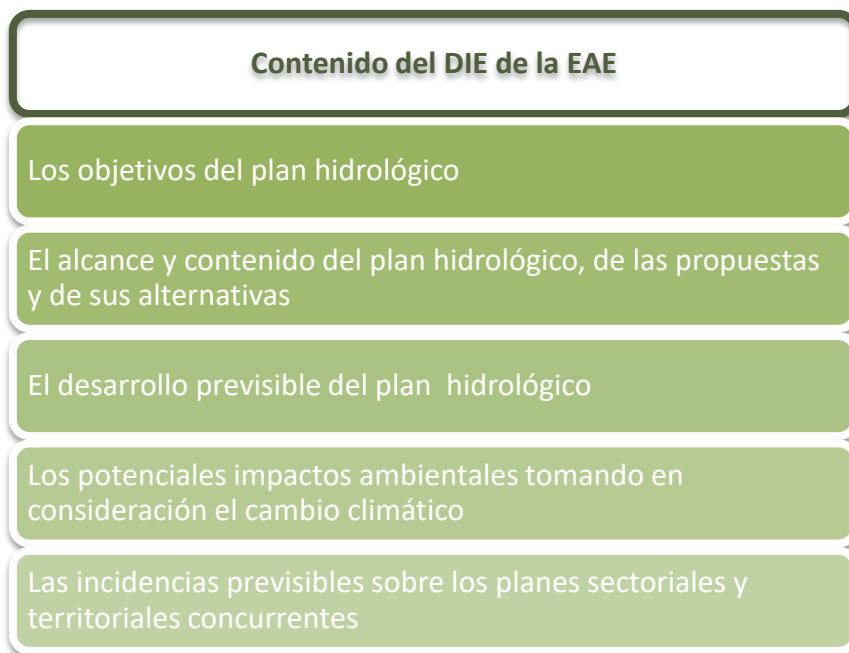 Contenido del DIE de la EAE
Los objetivos del plan hidrológico
El alcance y contenido del plan hidrológico, de las propuestas
y de sus alternativas
El desarrollo previsible del plan  hidrológico
Los potenciales impactos ambientales tomando en
consideración el cambio climático
Las incidencias previsibles sobre los planes sectoriales y
territoriales concurrentes